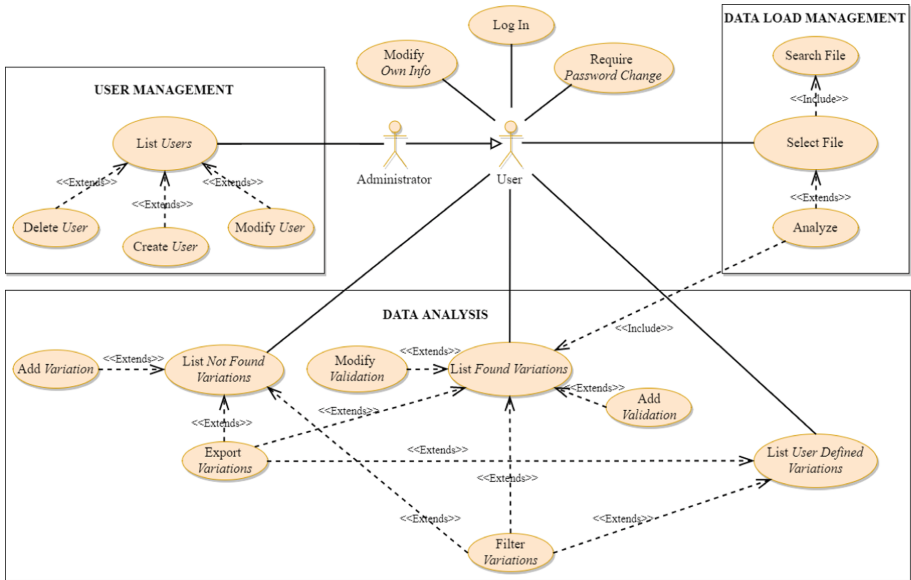 DATA LOAD MANAGEMENT
Log In
Modify
Own Info
Require
Password Change
Search File
<<Include>>
USER MANAGEMENT
List Users
Select File
Administrator
User
<<Extends>>
<<Extends>>
<<Extends>>
<<Extends>>
Delete User
Create User
Modify User
Analyze
DATA ANALYSIS
<<Include>>
Add Variation
<<Extends>>
List Not Found
Variations
Modify
Validation
<<Extends>>
List Found Variations
<<Extends>>
Add
Validation
<<Extends>>
<<Extends>>
Export
Variations
<<Extends>>
List User Defined
Variations
<<Extends>>
<<Extends>>
<<Extends>>
Filter
Variations